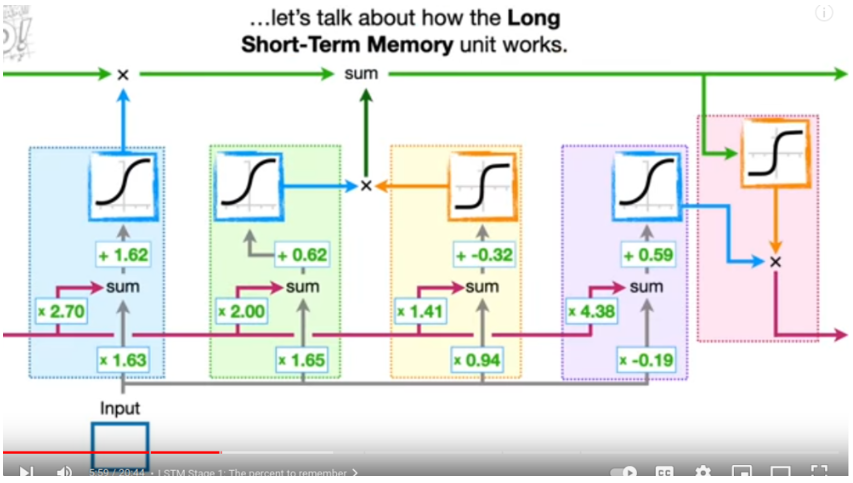 ...let's talk about how the Long
Short-Term Memory unit works.
× sum
×
+ 1.62 + 0.62 + -0.32 + 0.59 ×
sum sum sum sum
x 2.70 x 2.00 x 1.41 x 4.38
x 1.63 x 1.65 x 0.94 x -0.19
Input
5:59 / 20:44 • LSTM Stage 1: The percent to remember >
CC